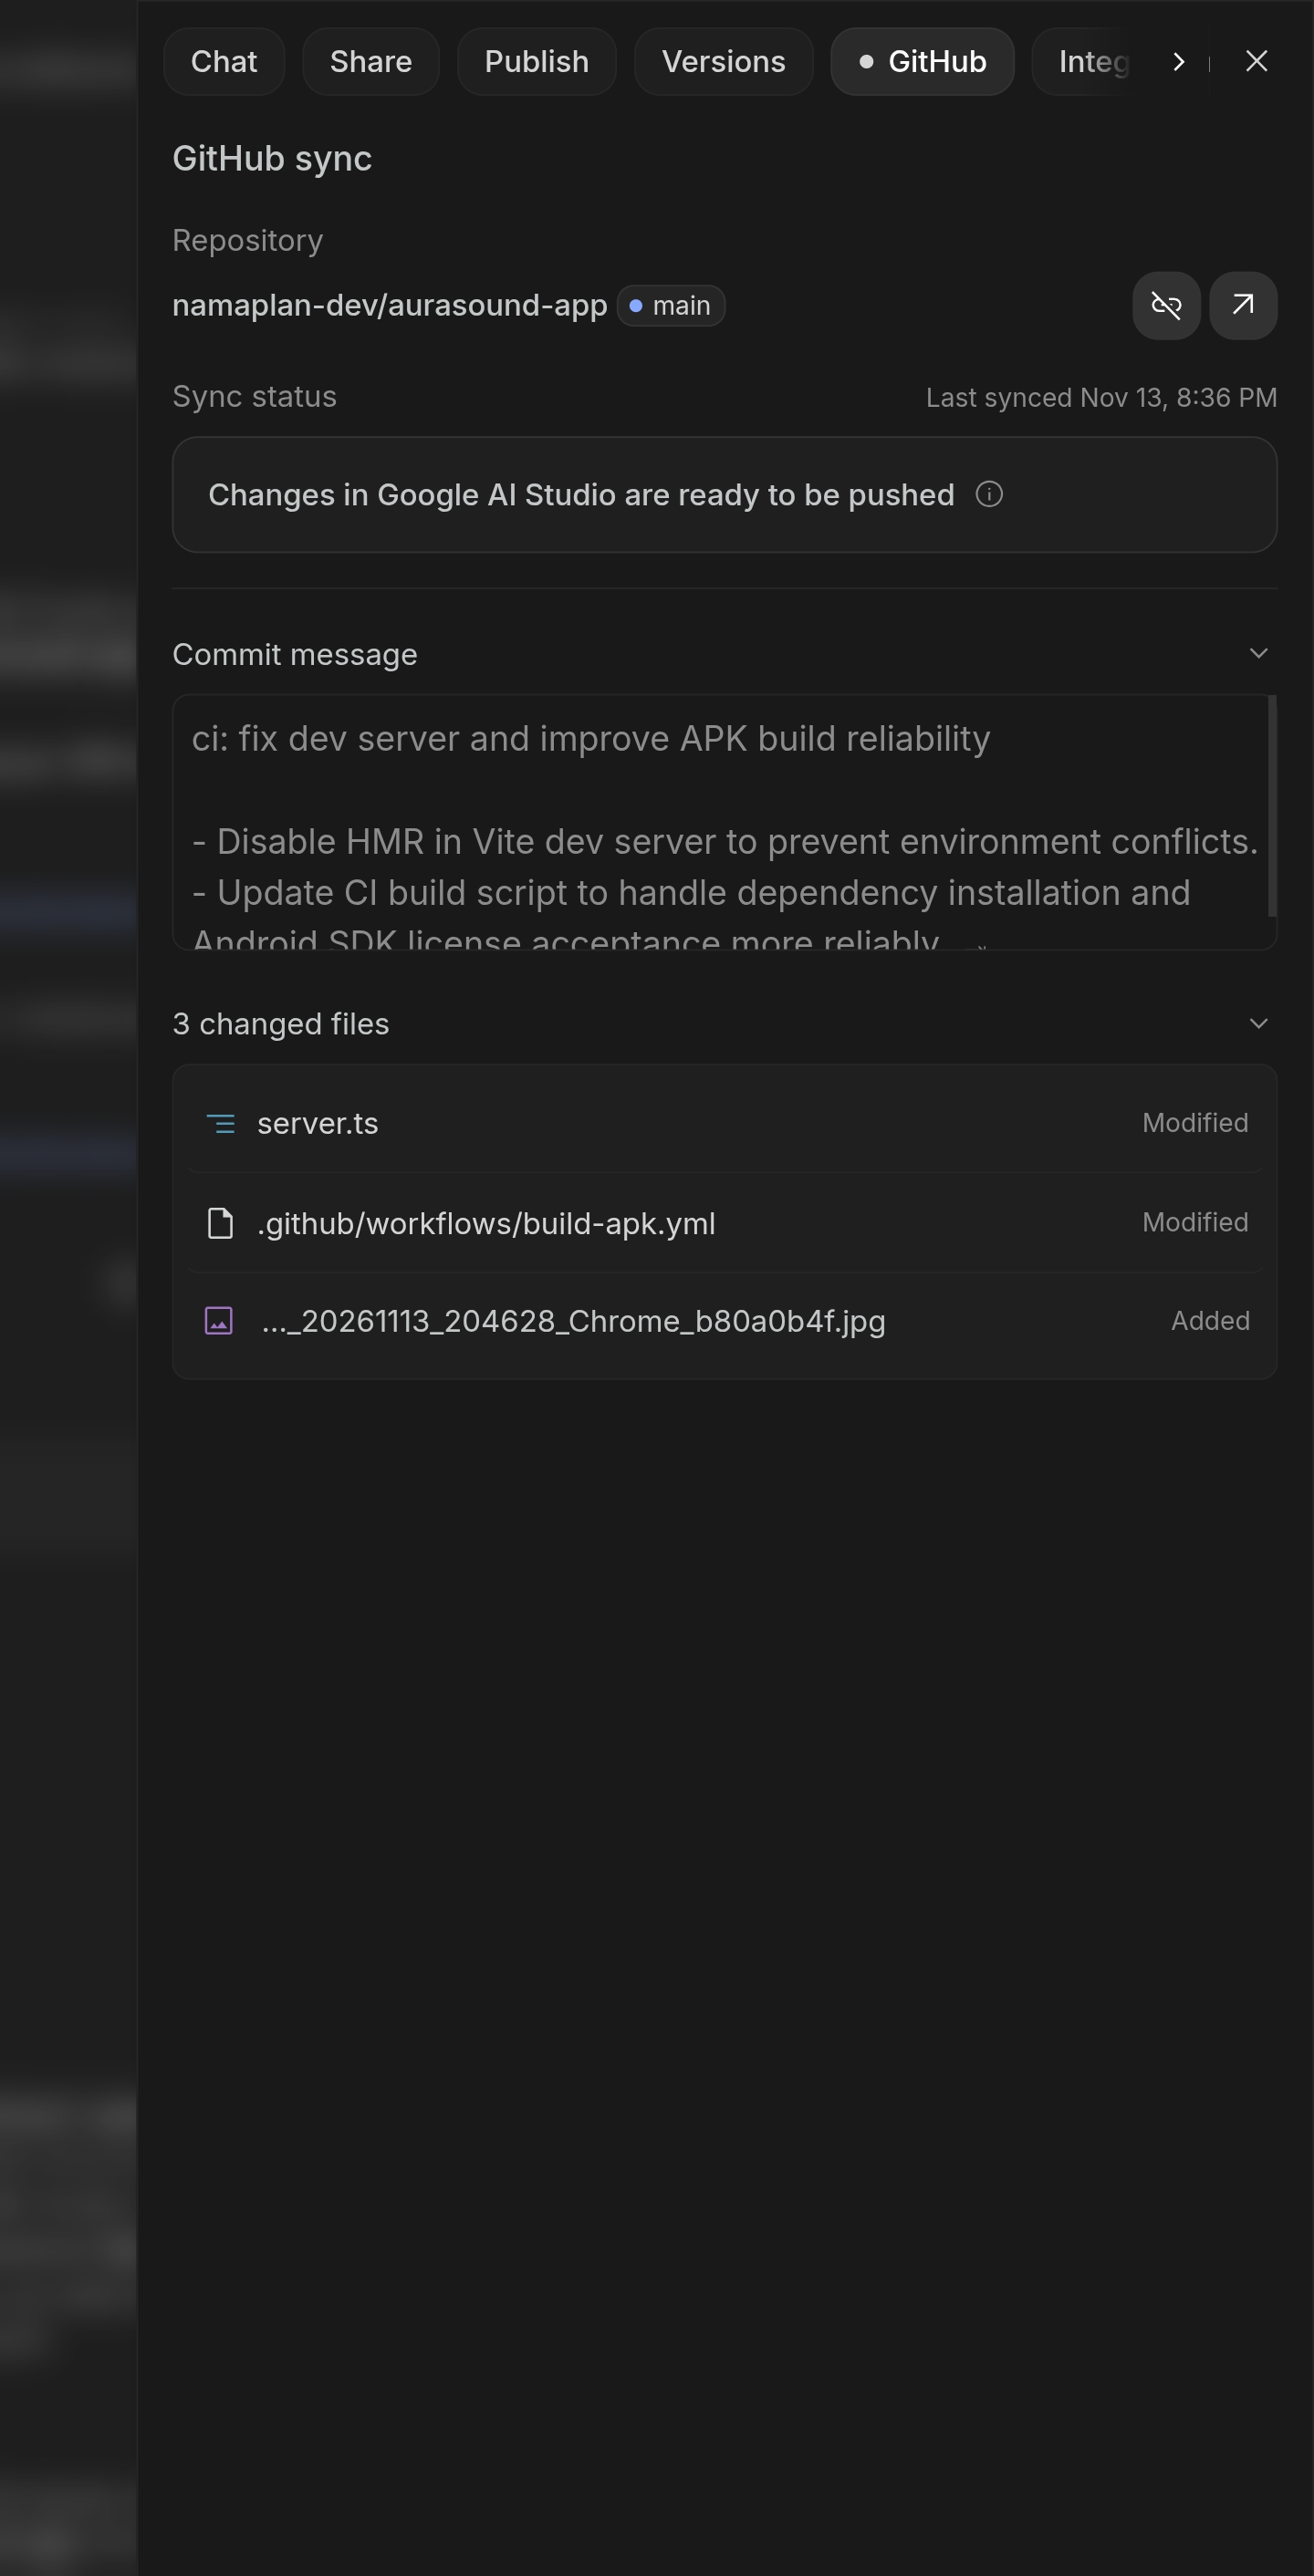 Chat
Share
Publish
Versions
GitHub
Integ
GitHub sync
Repository
namaplan-dev/aurasound-app
main
Sync status
Last synced Nov 13, 8:36 PM
Changes in Google AI Studio are ready to be pushed
Commit message
ci: fix dev server and improve APK build reliability
- Disable HMR in Vite dev server to prevent environment conflicts.
- Update CI build script to handle dependency installation and
Android SDK license acceptance more reliably.
3 changed files
server.ts
Modified
.github/workflows/build-apk.yml
Modified
..._20261113_204628_Chrome_b80a0b4f.jpg
Added